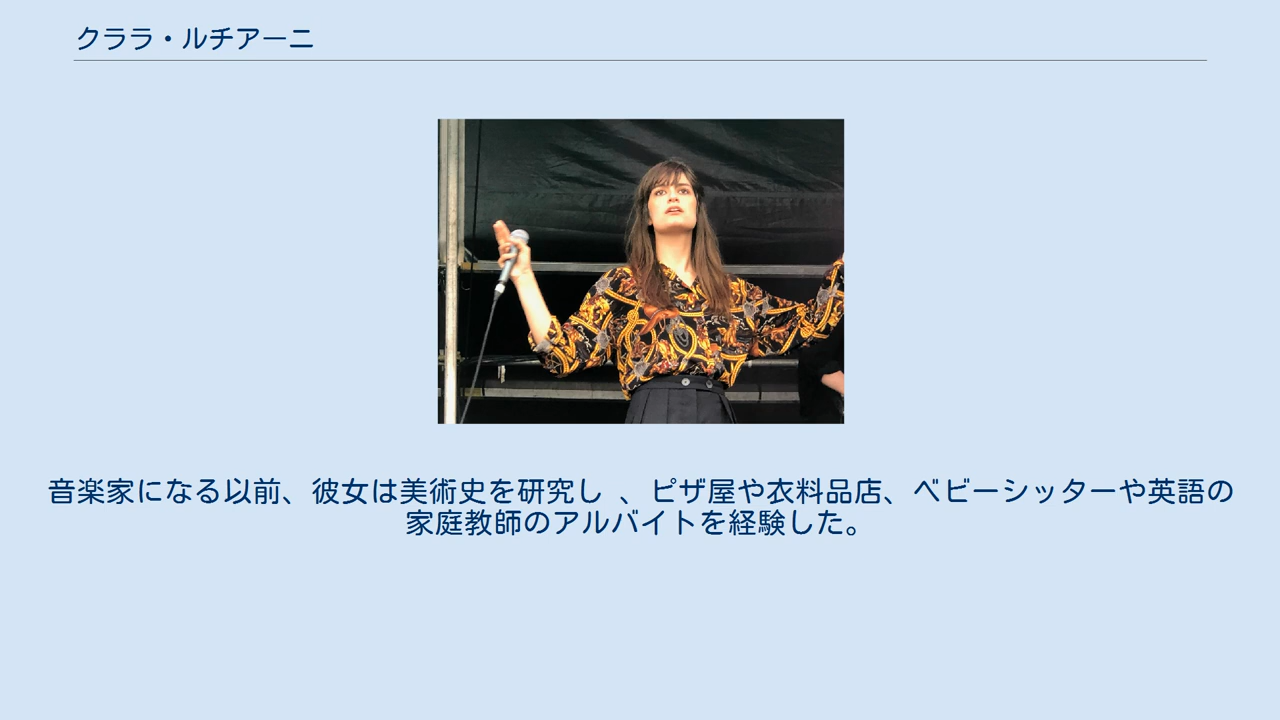 クララ・ルチアーニ
音楽家になる以前、彼女は美術史を研究し 、ピザ屋や衣料品店、ベビーシッターや英語の
家庭教師のアルバイトを経験した。